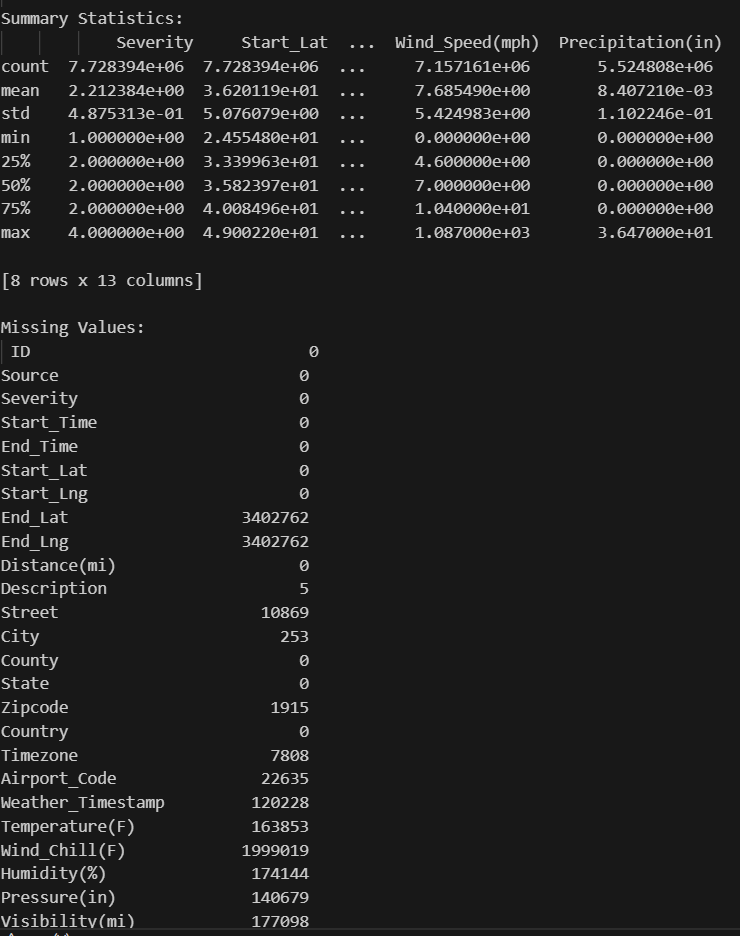 Summary Statistics:
Severity Start_Lat ... Wind_Speed(mph) Precipitation(in)
count 7.728394e+06 7.728394e+06 ... 7.157161e+06 5.524808e+06
mean 2.212384e+00 3.620119e+01 ... 7.685490e+00 8.407210e-03
std 4.875313e-01 5.076079e+00 ... 5.424983e+00 1.102246e-01
min 1.000000e+00 2.455480e+01 ... 0.000000e+00 0.000000e+00
25% 2.000000e+00 3.339963e+01 ... 4.600000e+00 0.000000e+00
50% 2.000000e+00 3.582397e+01 ... 7.000000e+00 0.000000e+00
75% 2.000000e+00 4.008496e+01 ... 1.040000e+01 0.000000e+00
max 4.000000e+00 4.900220e+01 ... 1.087000e+03 3.647000e+01
[8 rows x 13 columns]
Missing Values:
ID 0
Source 0
Severity 0
Start_Time 0
End_Time 0
Start_Lat 0
Start_Lng 0
End_Lat 3402762
End_Lng 3402762
Distance(mi) 0
Description 5
Street 10869
City 253
County 0
State 0
Zipcode 1915
Country 0
Timezone 7808
Airport_Code 22635
Weather_Timestamp 120228
Temperature(F) 163853
Wind_Chill(F) 1999019
Humidity(%) 174144
Pressure(in) 140679
Visibility(mi) 177098